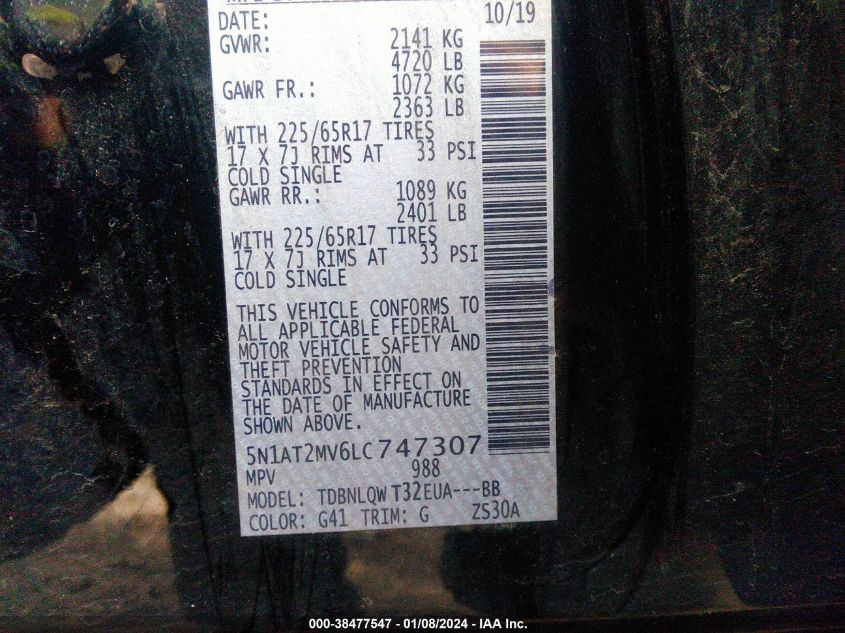 DATE: 10/19
GVWR: 2141 KG
4720 LB
GAWR FR.: 1072 KG
2363 LB
WITH 225/65R17 TIRES
17 X 7J RIMS AT 33 PSI
COLD SINGLE
GAWR RR.: 1089 KG
2401 LB
WITH 225/65R17 TIRES
17 X 7J RIMS AT 33 PSI
COLD SINGLE
THIS VEHICLE CONFORMS TO
ALL APPLICABLE FEDERAL
MOTOR VEHICLE SAFETY AND
THEFT PREVENTION
STANDARDS IN EFFECT ON
THE DATE OF MANUFACTURE
SHOWN ABOVE.
5N1AT2MV6LC747307
MPV 988
MODEL: TDBNLQW T32EUA---BB
COLOR: G41 TRIM: G ZS30A
000-38477547 - 01/08/2024 - IAA Inc.